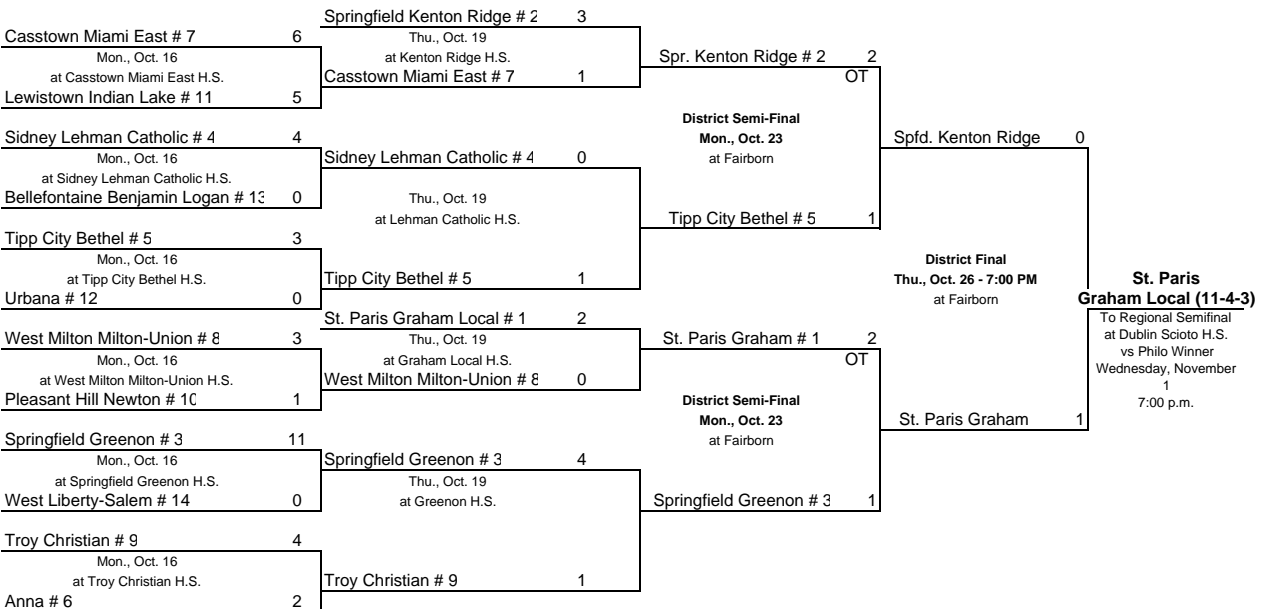 Casstown Miami East # 7 6
Mon., Oct. 16
at Casstown Miami East H.S.
Lewistown Indian Lake # 11 5
Sidney Lehman Catholic # 4 4
Mon., Oct. 16
at Sidney Lehman Catholic H.S.
Bellefontaine Benjamin Logan # 13 0
Tipp City Bethel # 5 3
Mon., Oct. 16
at Tipp City Bethel H.S.
Urbana # 12 0
West Milton Milton-Union # 8 3
Mon., Oct. 16
at West Milton Milton-Union H.S.
Pleasant Hill Newton # 10 1
Springfield Greenon # 3 11
Mon., Oct. 16
at Springfield Greenon H.S.
West Liberty-Salem # 14 0
Troy Christian # 9 4
Mon., Oct. 16
at Troy Christian H.S.
Anna # 6 2
Springfield Kenton Ridge # 2 3
Thu., Oct. 19
at Kenton Ridge H.S.
Casstown Miami East # 7 1
Sidney Lehman Catholic # 4 0
Thu., Oct. 19
at Lehman Catholic H.S.
Tipp City Bethel # 5 1
St. Paris Graham Local # 1 2
Thu., Oct. 19
at Graham Local H.S.
West Milton Milton-Union # 8 0
Springfield Greenon # 3 4
Thu., Oct. 19
at Greenon H.S.
Troy Christian # 9 1
Spr. Kenton Ridge # 2 2
OT
District Semi-Final
Mon., Oct. 23
at Fairborn
Tipp City Bethel # 5 1
St. Paris Graham # 1 2
OT
District Semi-Final
Mon., Oct. 23
at Fairborn
Springfield Greenon # 3 1
Spfd. Kenton Ridge 0
District Final
Thu., Oct. 26 - 7:00 PM
at Fairborn
St. Paris Graham 1
St. Paris
Graham Local (11-4-3)
To Regional Semifinal
at Dublin Scioto H.S.
vs Philo Winner
Wednesday, November
1
7:00 p.m.